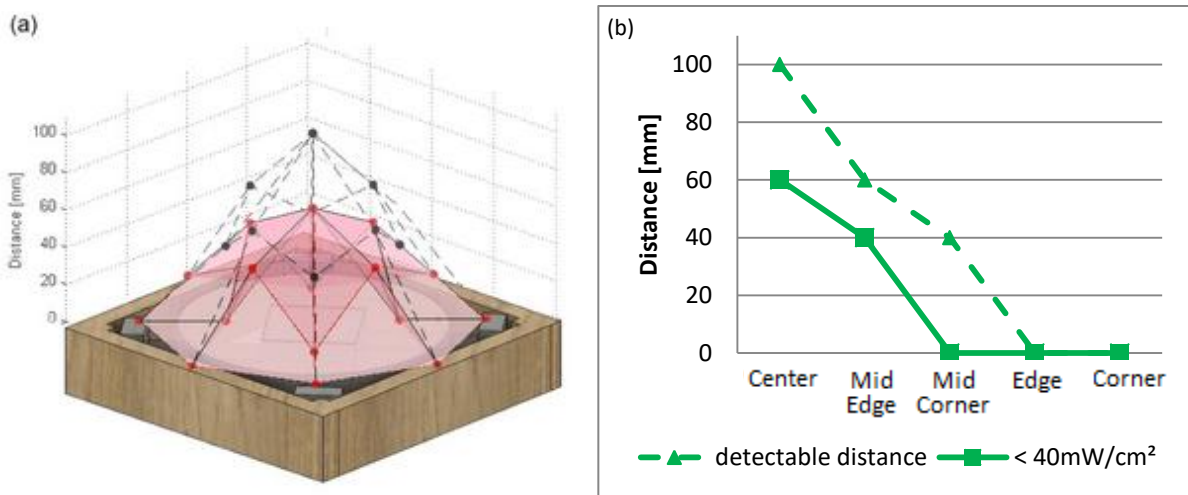 (a)
100
80
60
40
20
0
Distance [mm]
(b)
100
80
60
40
20
0
Distance [mm]
Center
Mid
Edge
Mid
Corner
Edge
Corner
detectable distance
< 40mW/cm²